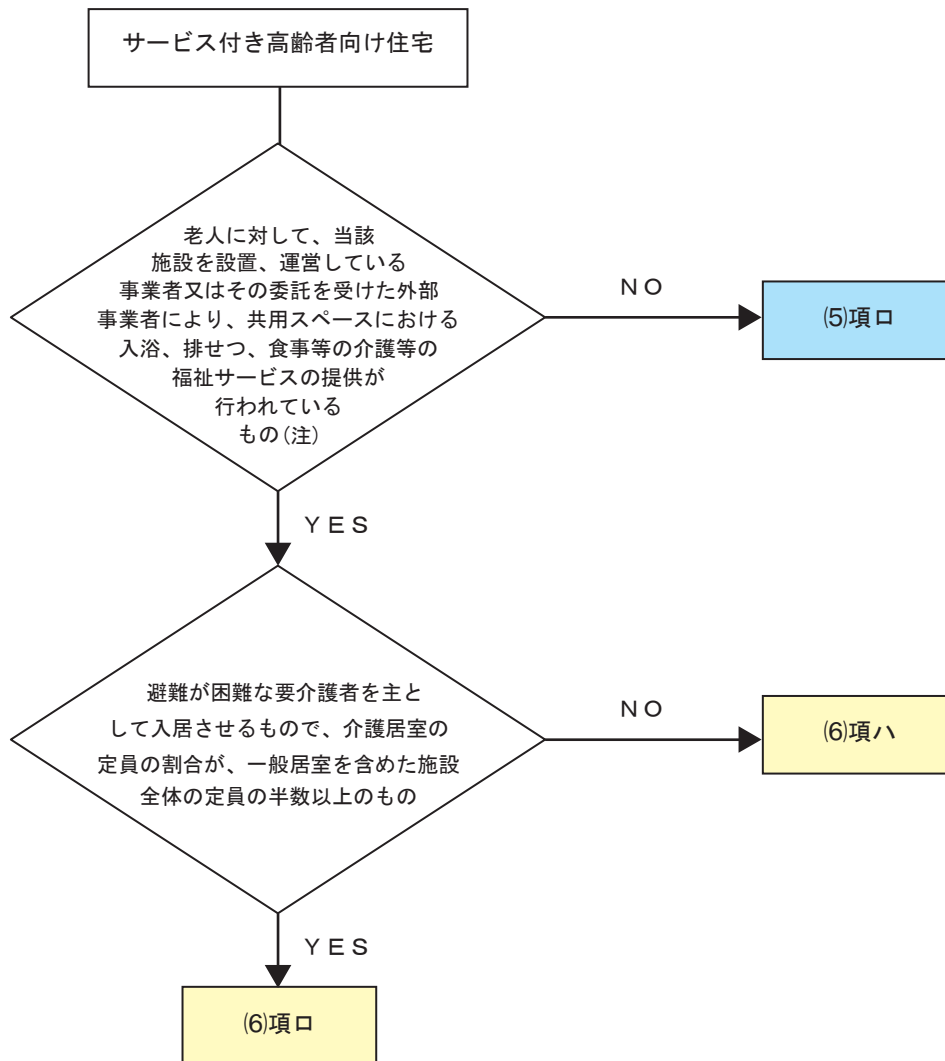 サービス付き高齢者向け住宅
老人に対して、当該
施設を設置、運営している
事業者又はその委託を受けた外部
事業者により、共用スペースにおける
入浴、排せつ、食事等の介護等の
福祉サービスの提供が
行われている
もの(注)
NO
⑸項ロ
YES
避難が困難な要介護者を主と
して入居させるもので、介護居室の
定員の割合が、一般居室を含めた施設
全体の定員の半数以上のもの
NO
⑹項ハ
YES
⑹項ロ